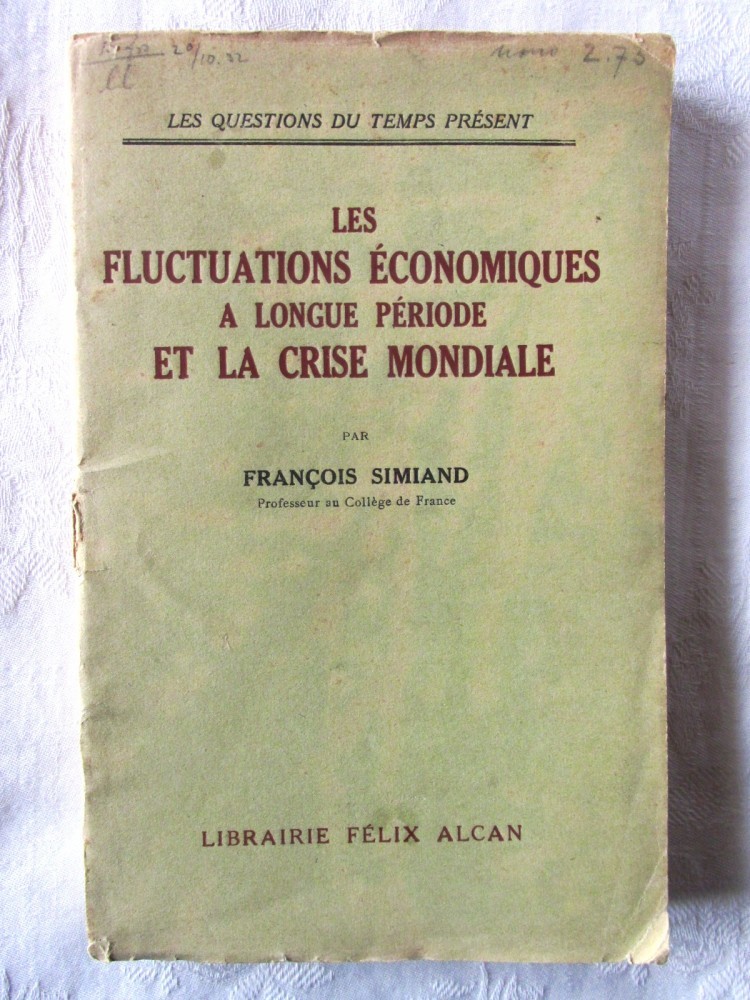 20/10.32
2.75
LES QUESTIONS DU TEMPS PRÉSENT
LES
FLUCTUATIONS ÉCONOMIQUES
A LONGUE PÉRIODE
ET LA CRISE MONDIALE
PAR
FRANÇOIS SIMIAND
Professeur au Collège de France
LIBRAIRIE FÉLIX ALCAN